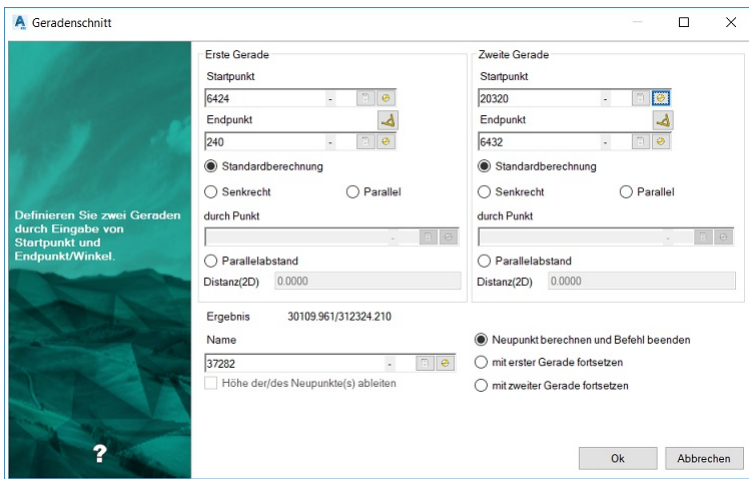 Geradenschnitt
Definieren Sie zwei Geraden
durch Eingabe von
Startpunkt und
Endpunkt/Winkel.
?
Erste Gerade
Startpunkt
6424 -
Endpunkt
240 -
Standardberechnung
Senkrecht Parallel
durch Punkt
-
Parallelabstand
Distanz(2D) 0.0000
Zweite Gerade
Startpunkt
20320 -
Endpunkt
6432 -
Standardberechnung
Senkrecht Parallel
durch Punkt
-
Parallelabstand
Distanz(2D) 0.0000
Ergebnis 30109.961/312324.210
Name
37282 -
Höhe der/des Neupunkte(s) ableiten
Neupunkt berechnen und Befehl beenden
mit erster Gerade fortsetzen
mit zweiter Gerade fortsetzen
Ok Abbrechen